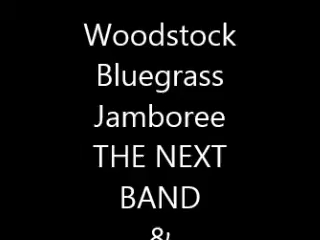 Woodstock
Bluegrass
Jamboree
THE NEXT
BAND
&